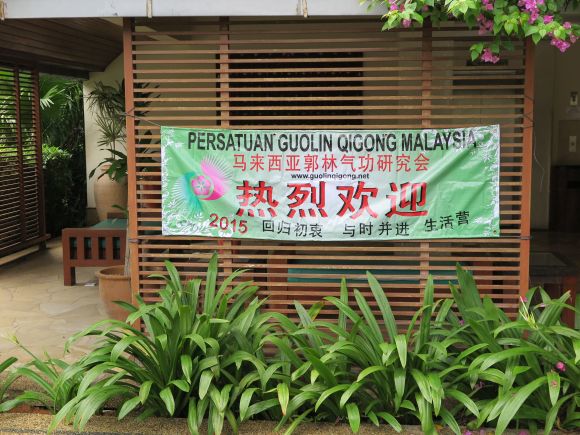 PERSATUAN GUOLIN QIGONG MALAYSIA
马来西亚郭林气功研究会
www.guolinqigong.net
热烈欢迎
2015 回归初衷 与时并进 生活营